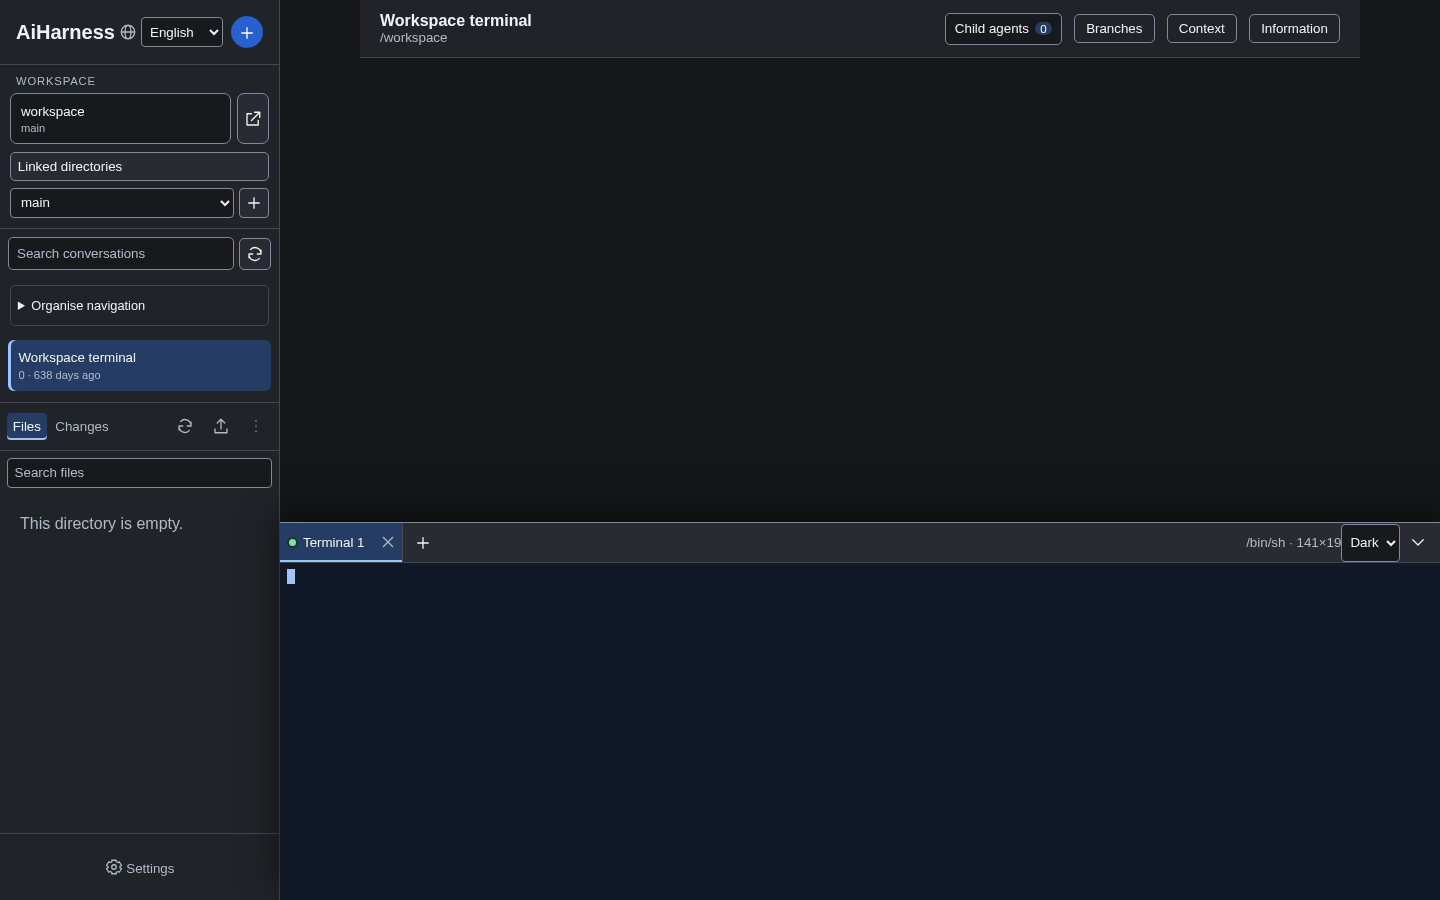 AiHarness
English
WORKSPACE
workspace
main
Linked directories
main
Search conversations
Organise navigation
Workspace terminal
0 · 638 days ago
Files
Changes
Search files
This directory is empty.
Settings
Workspace terminal
/workspace
Child agents 0
Branches
Context
Information
Terminal 1
/bin/sh · 141×19
Dark